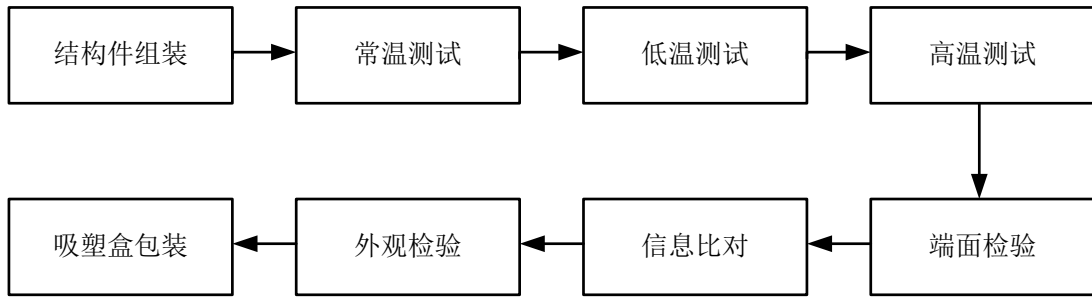 结构件组装
常温测试
低温测试
高温测试
端面检验
信息比对
外观检验
吸塑盒包装